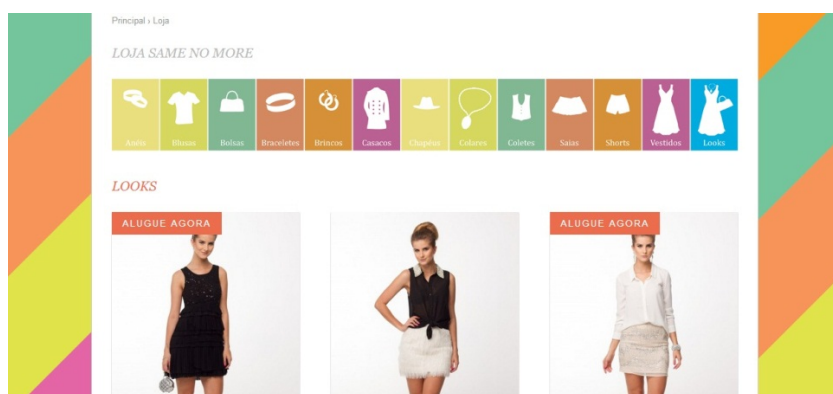 Principal › Loja
LOJA SAME NO MORE
Anéis Blusas Bolsas Braceletes Brincos Casacos Chapéus Colares Coletes Saias Shorts Vestidos Looks
LOOKS
ALUGUE AGORA ALUGUE AGORA